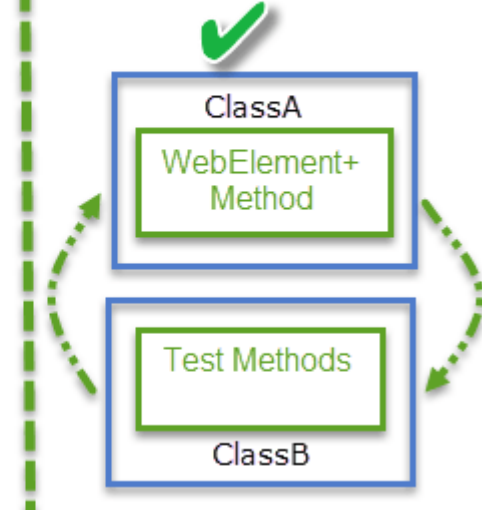 ClassA
WebElement+
Method
Test Methods
ClassB